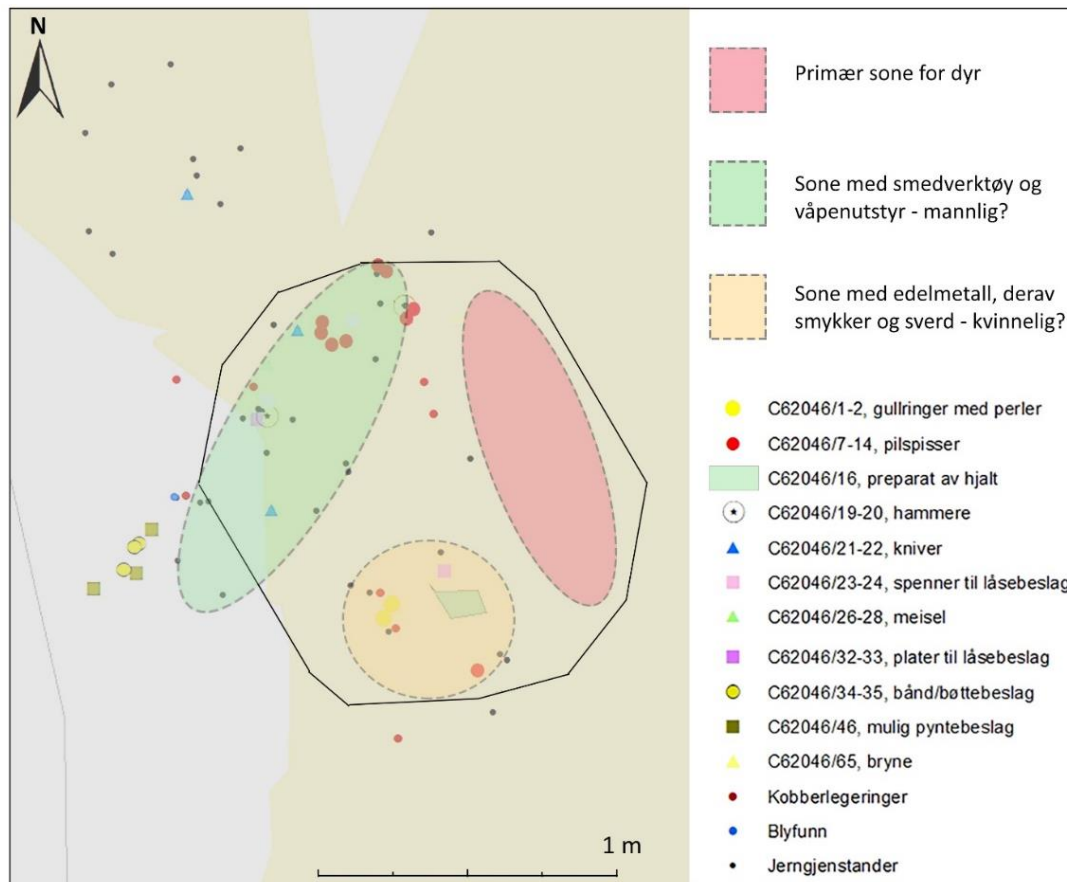 N
Primær sone for dyr
Sone med smedverktøy og
våpenutstyr - mannlig?
Sone med edelmetall, derav
smykker og sverd - kvinnelig?
C62046/1-2, gullringer med perler
C62046/7-14, pilspisser
C62046/16, preparat av hjalt
C62046/19-20, hammere
C62046/21-22, kniver
C62046/23-24, spenner til låsebeslag
C62046/26-28, meisel
C62046/32-33, plater til låsebeslag
C62046/34-35, bånd/bøttebeslag
C62046/46, mulig pyntebeslag
C62046/65, bryne
Kobberlegeringer
Blyfunn
Jerngjenstander
1 m